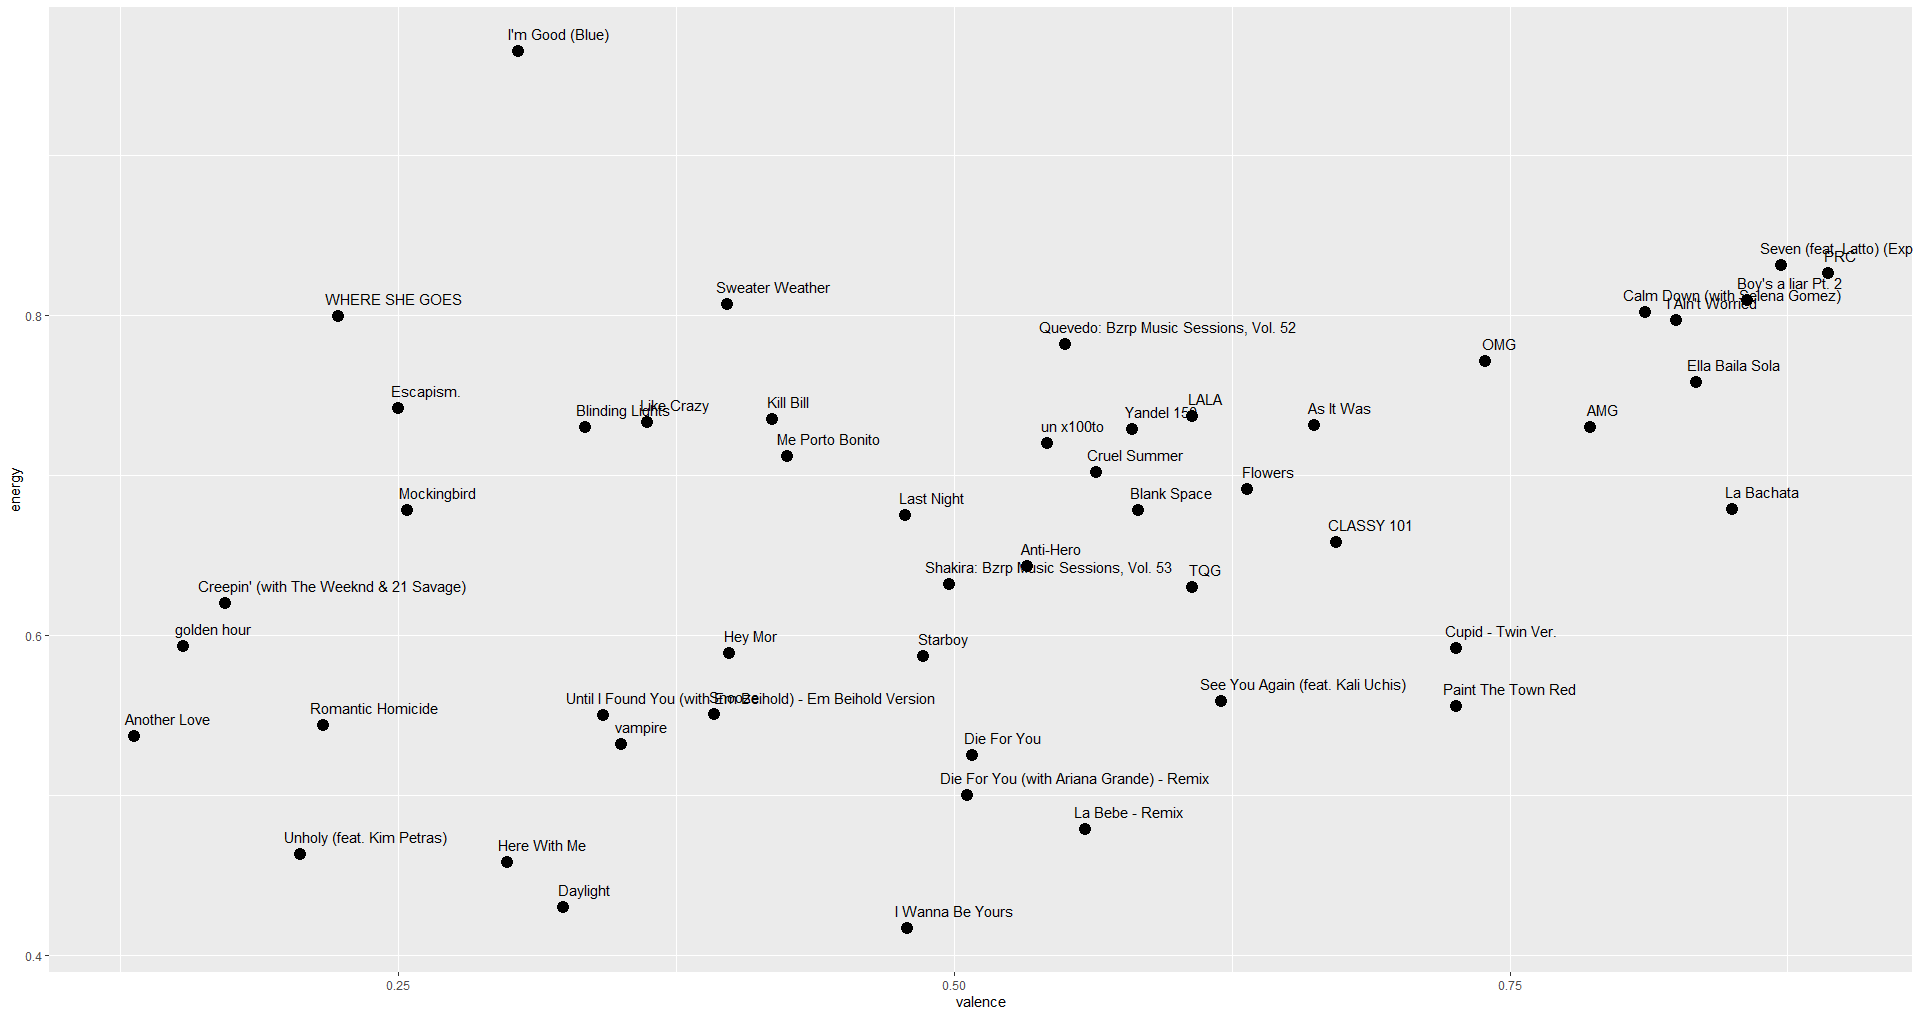 I'm Good (Blue)
Seven (feat. Latto) (Exp
PRC
Boy's a liar Pt. 2
Sweater Weather
Calm Down (with Selena Gomez)
WHERE SHE GOES
I Ain't Worried
0.8
Quevedo: Bzrp Music Sessions, Vol. 52
OMG
Ella Baila Sola
Escapism.
LALA
Kill Bill
Like Crazy
As It Was
Blinding Lights
AMG
Yandel 150
un x100to
Me Porto Bonito
Cruel Summer
Flowers
energy
La Bachata
Mockingbird
Blank Space
Last Night
CLASSY 101
Anti-Hero
Shakira: Bzrp Music Sessions, Vol. 53
TQG
Creepin' (with The Weeknd & 21 Savage)
golden hour
Cupid - Twin Ver.
0.6
Hey Mor
Starboy
See You Again (feat. Kali Uchis)
Paint The Town Red
Snooze
Until I Found You (with Em Beihold) - Em Beihold Version
Romantic Homicide
Another Love
vampire
Die For You
Die For You (with Ariana Grande) - Remix
La Bebe - Remix
Unholy (feat. Kim Petras)
Here With Me
Daylight
I Wanna Be Yours
0.4
0.25
0.50
0.75
valence